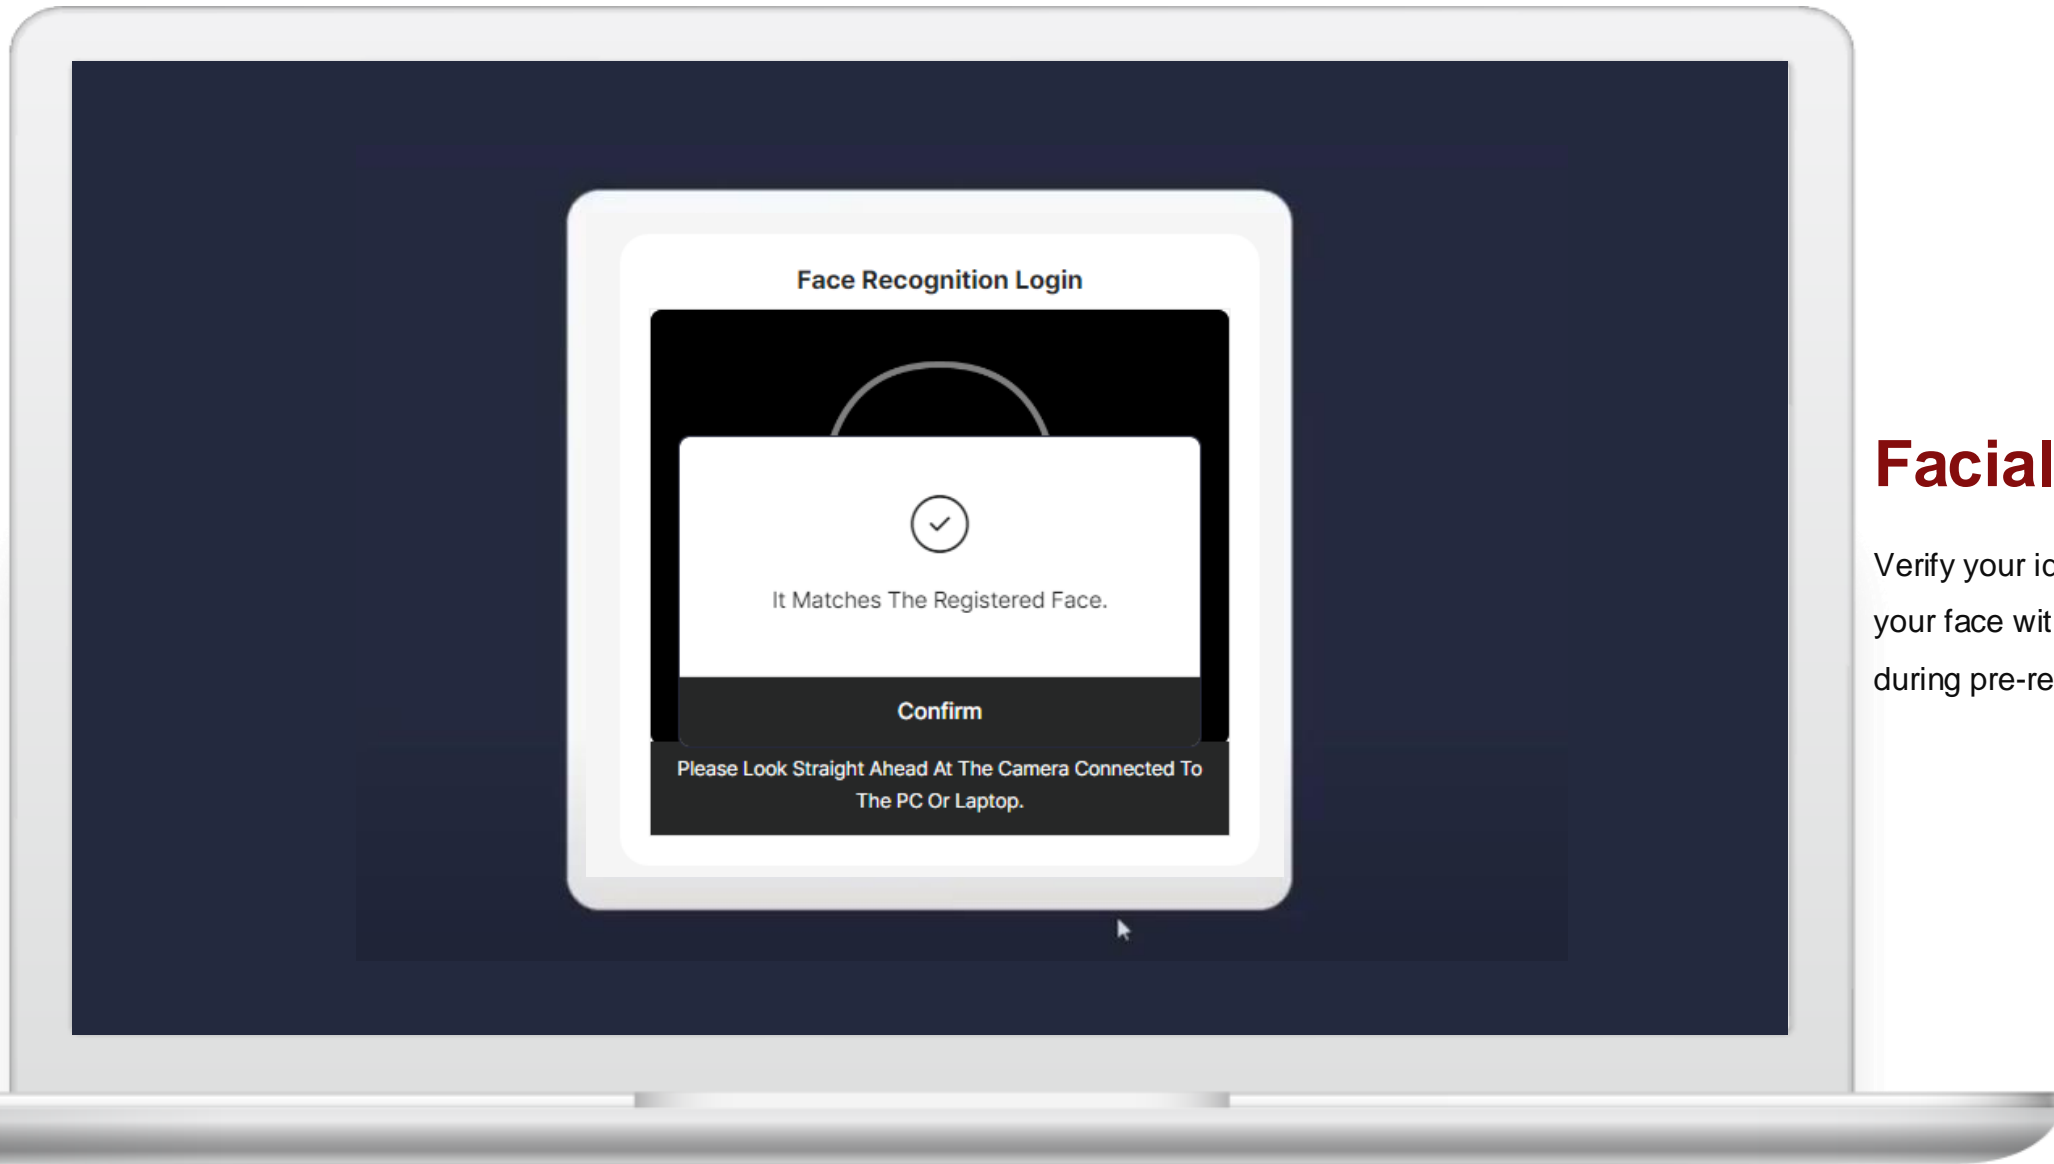 Face Recognition Login
It Matches The Registered Face.
Confirm
Please Look Straight Ahead At The Camera Connected To
The PC Or Laptop.
Facial
Verify your
your face
during